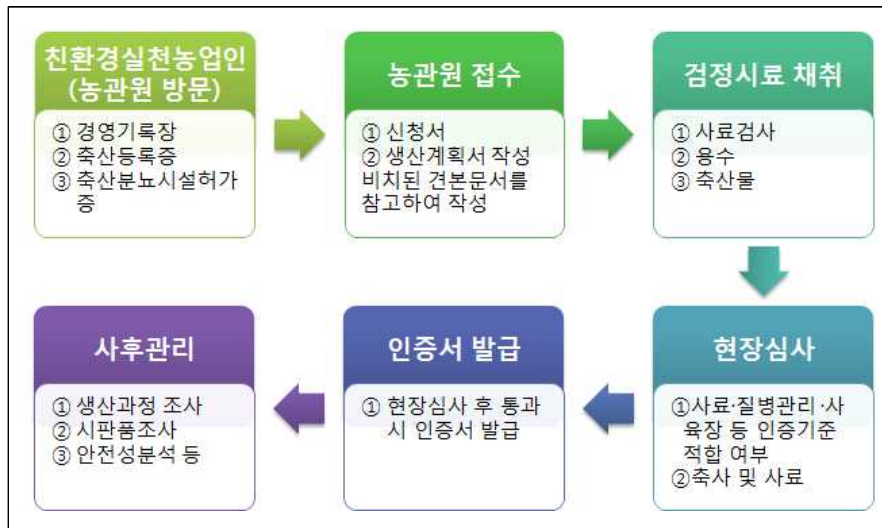 친환경실천농업인
(농관원 방문)
① 경영기록장
② 축산등록증
③ 축산분뇨시설허가
증
농관원 접수
① 신청서
② 생산계획서 작성
비치된 견본문서를
참고하여 작성
검정시료 채취
① 사료검사
② 용수
③ 축산물
현장심사
①사료·질병관리·사
육장 등 인증기준
적합 여부
②축사 및 사료
인증서 발급
① 현장심사 후 통과
시 인증서 발급
사후관리
① 생산과정 조사
② 시판품조사
③ 안전성분석 등